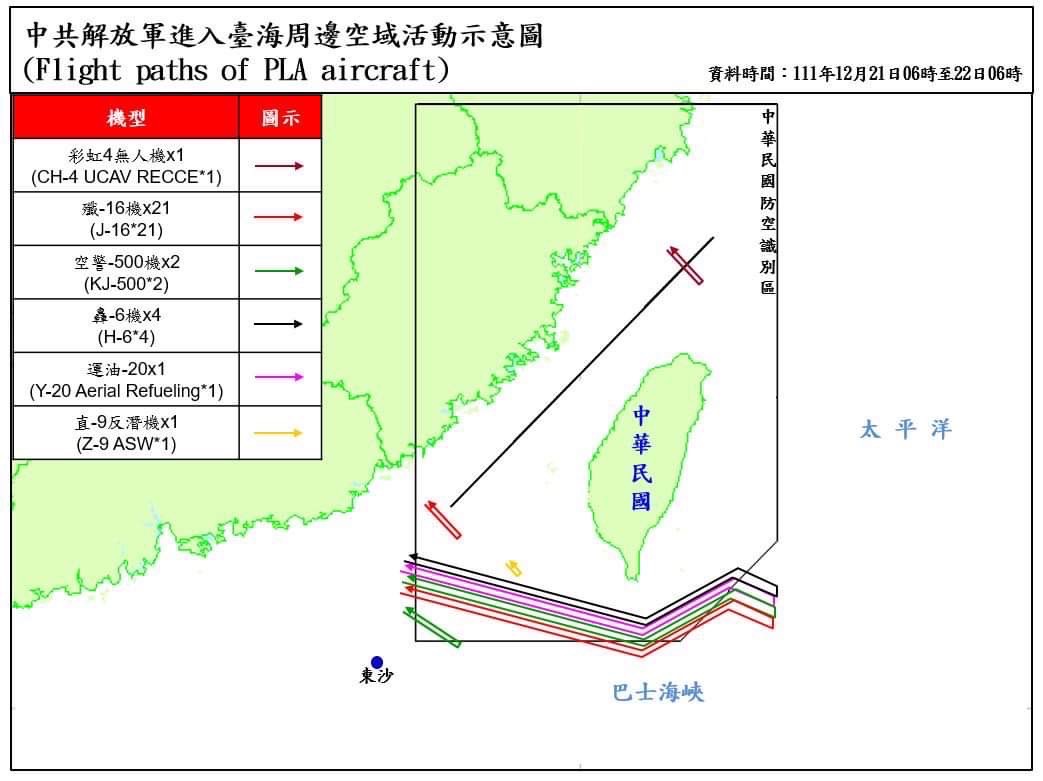 中共解放軍進入臺海周邊空域活動示意圖
(Flight paths of PLA aircraft)
資料時間：111年12月21日06時至22日06時
機型
圖示
彩虹4無人機x1
(CH-4 UCAV RECCE*1)
殲-16機x21
(J-16*21)
空警-500機x2
(KJ-500*2)
轟-6機x4
(H-6*4)
運油-20x1
(Y-20 Aerial Refueling*1)
直-9反潛機x1
(Z-9 ASW*1)
中華民國防空識別區
中華民國
太平洋
東沙
巴士海峽